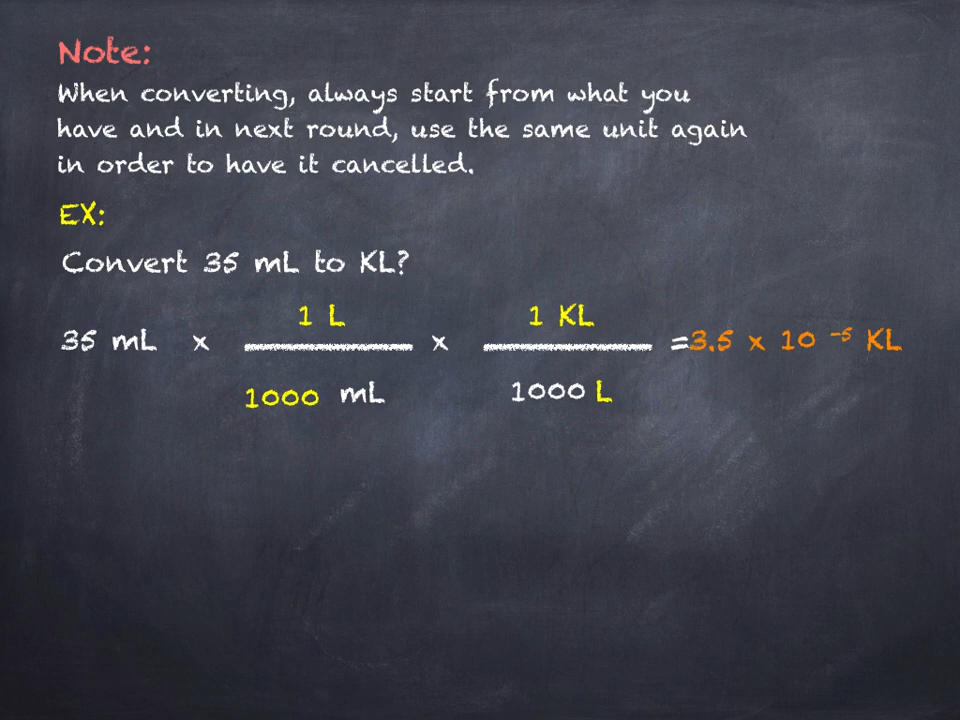 Note:
When converting, always start from what you
have and in next round, use the same unit again
in order to have it cancelled.
EX:
Convert 35 mL to KL?
1 L 1 KL
35 mL x x =3.5 x 10 -5 KL
1000 mL 1000 L